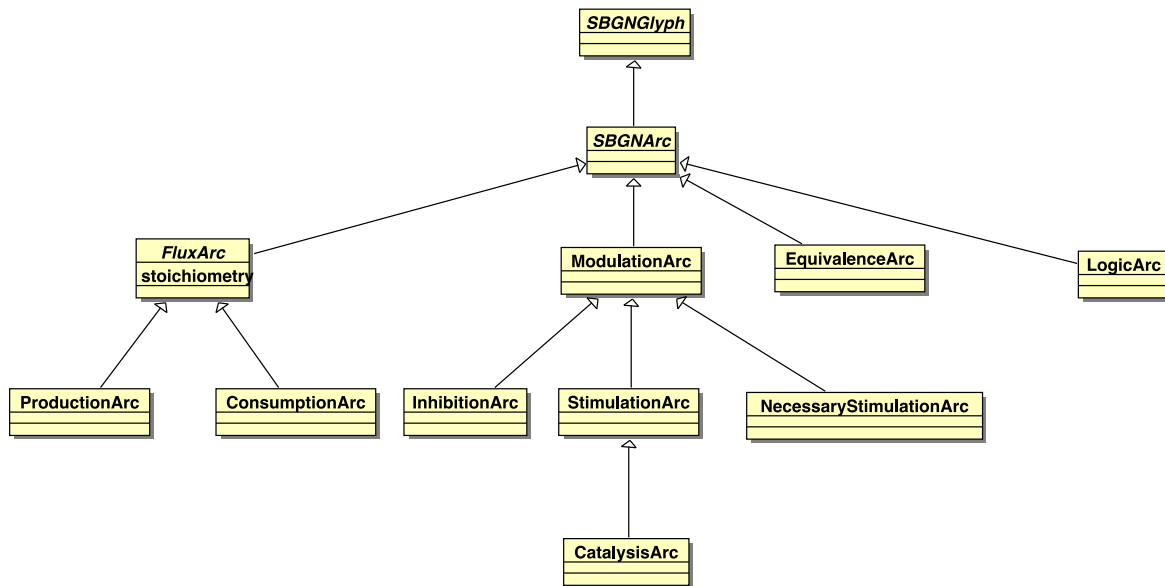 SBGNGlyph
SBGNArc
FluxArc
stoichiometry
ModulationArc
EquivalenceArc
LogicArc
ProductionArc
ConsumptionArc
InhibitionArc
StimulationArc
NecessaryStimulationArc
CatalysisArc